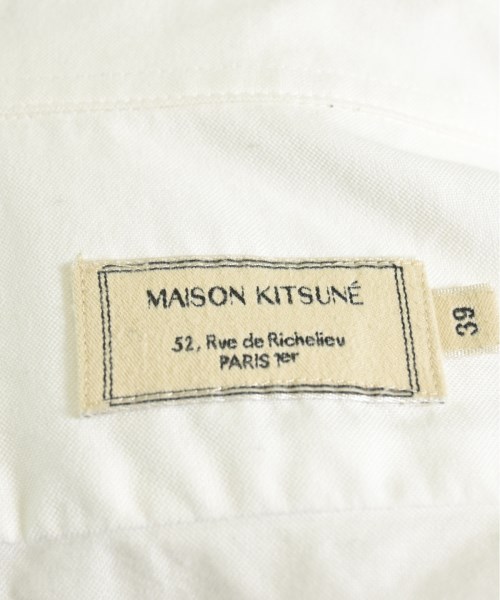 MAISON KITSUNÉ
52, Rue de Richelieu
PARIS 1er
39